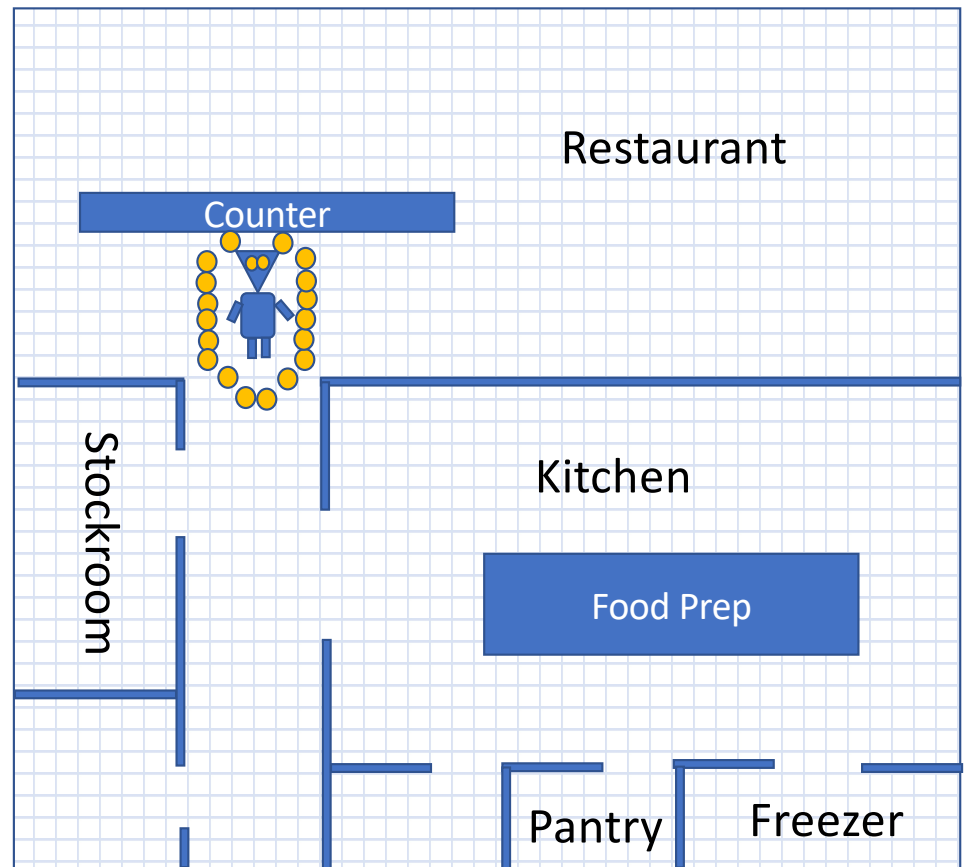 Restaurant
Counter
Stockroom
Kitchen
Food Prep
Pantry
Freezer